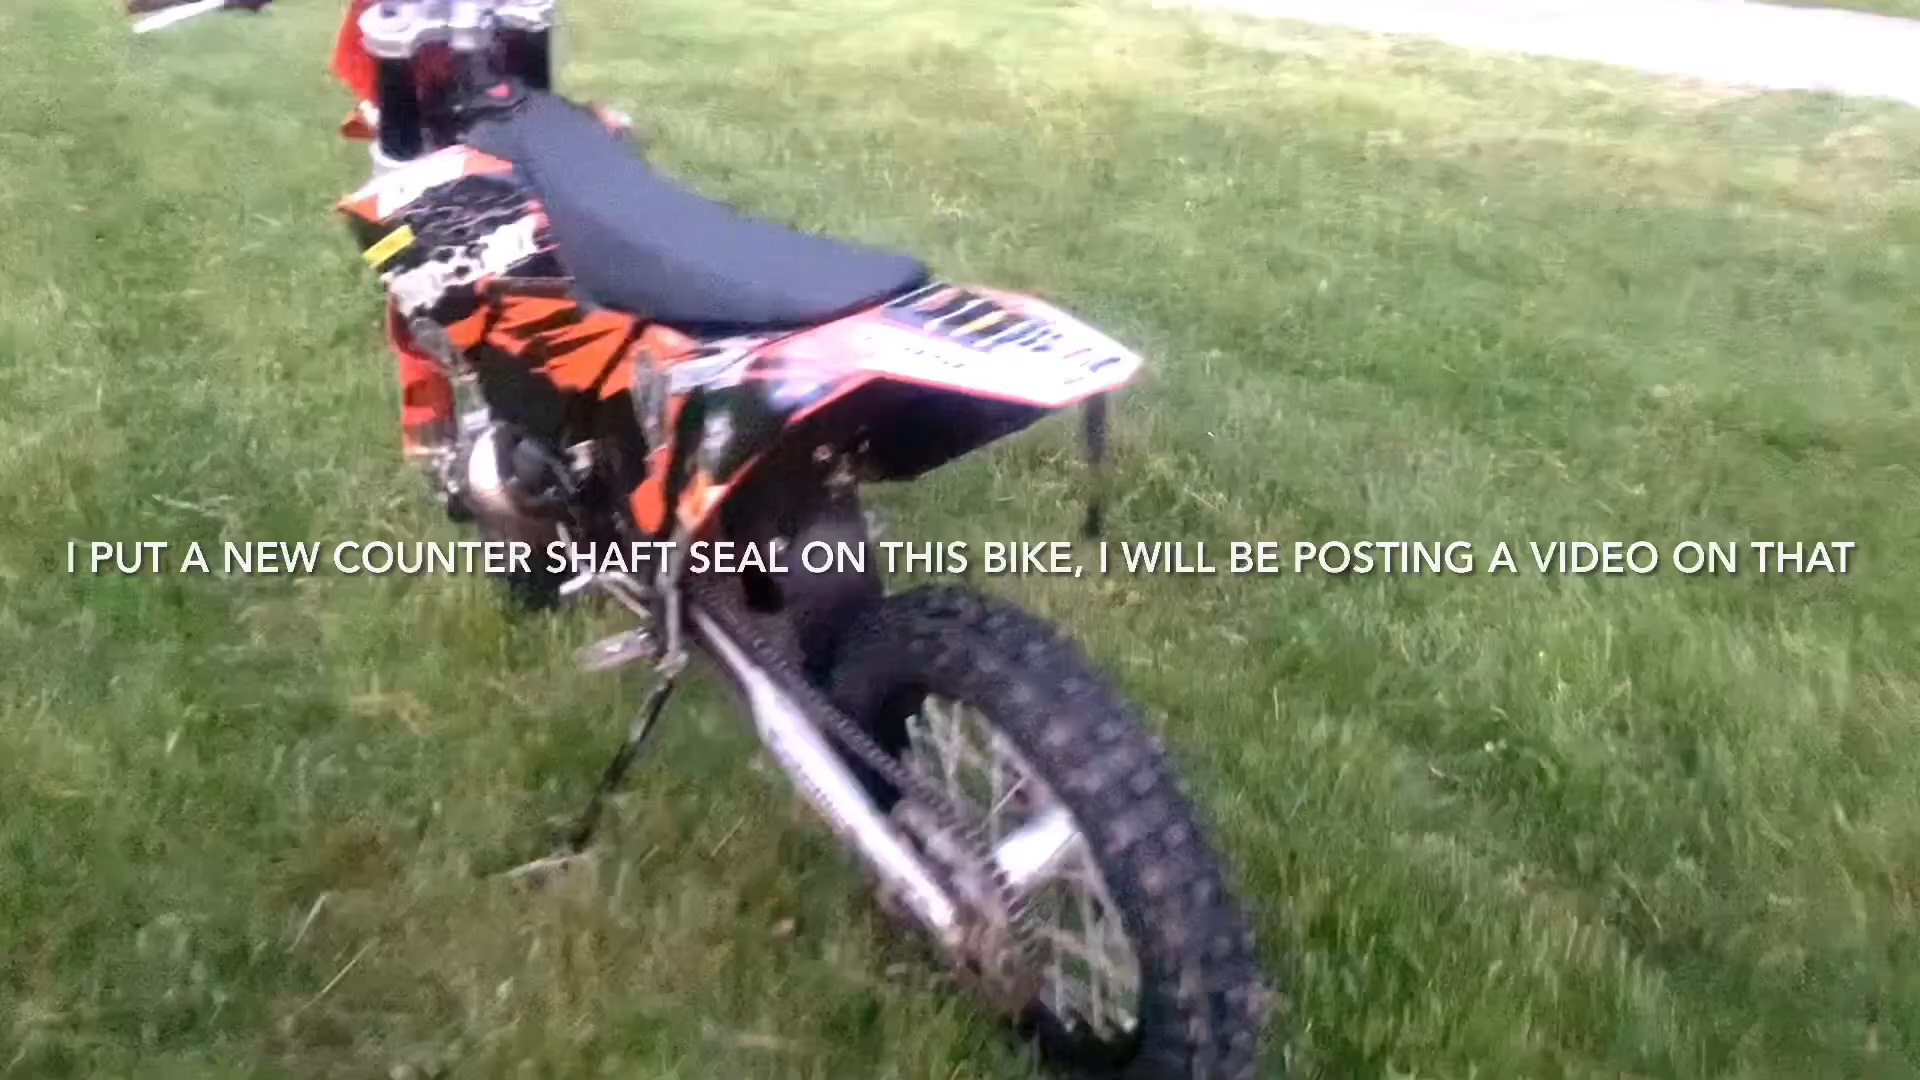 I PUT A NEW COUNTER SHAFT SEAL ON THIS BIKE, I WILL BE POSTING A VIDEO ON THAT